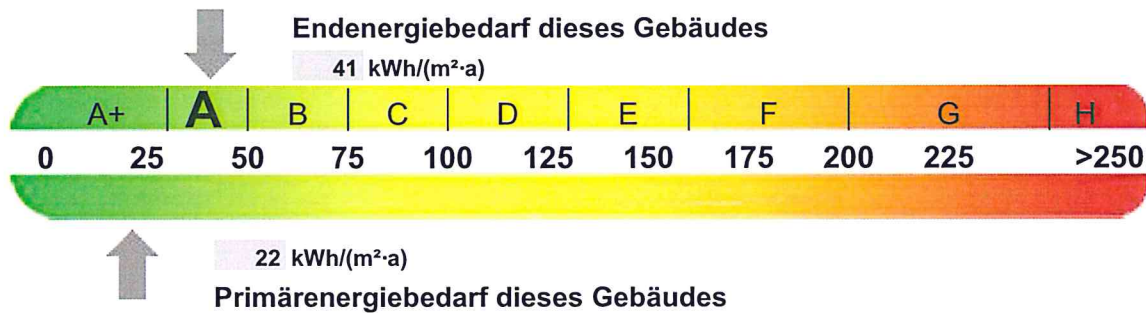 Endenergiebedarf dieses Gebäudes
41 kWh/(m²·a)
A+ A B C D E F G H
0 25 50 75 100 125 150 175 200 225 >250
22 kWh/(m²·a)
Primärenergiebedarf dieses Gebäudes